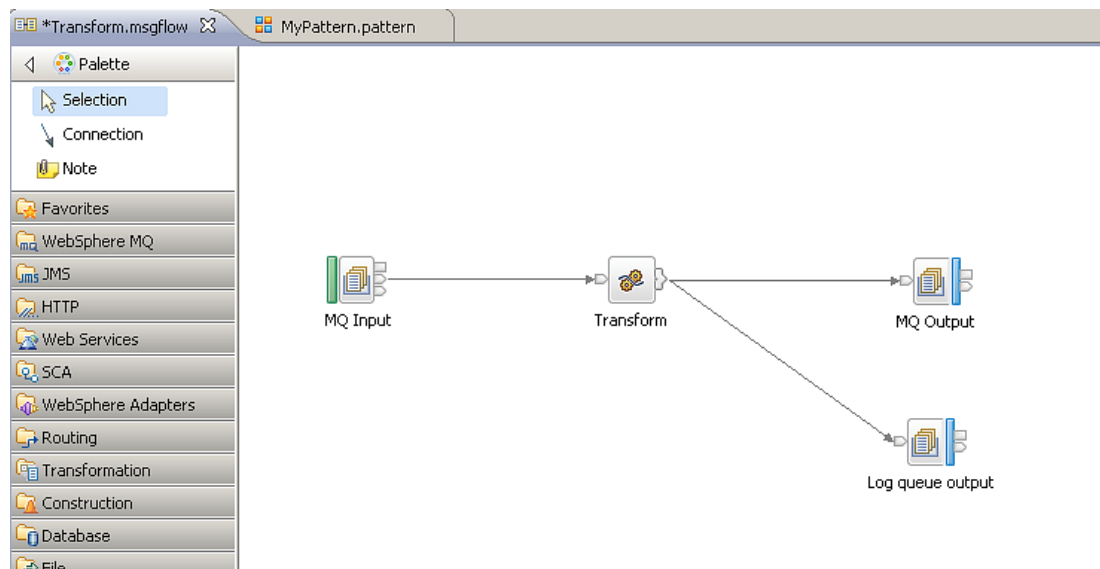 *Transform.msgflow
MyPattern.pattern
Palette
Selection
Connection
Note
Favorites
WebSphere MQ
JMS
HTTP
Web Services
SCA
WebSphere Adapters
Routing
Transformation
Construction
Database
File
MQ Input
Transform
MQ Output
Log queue output